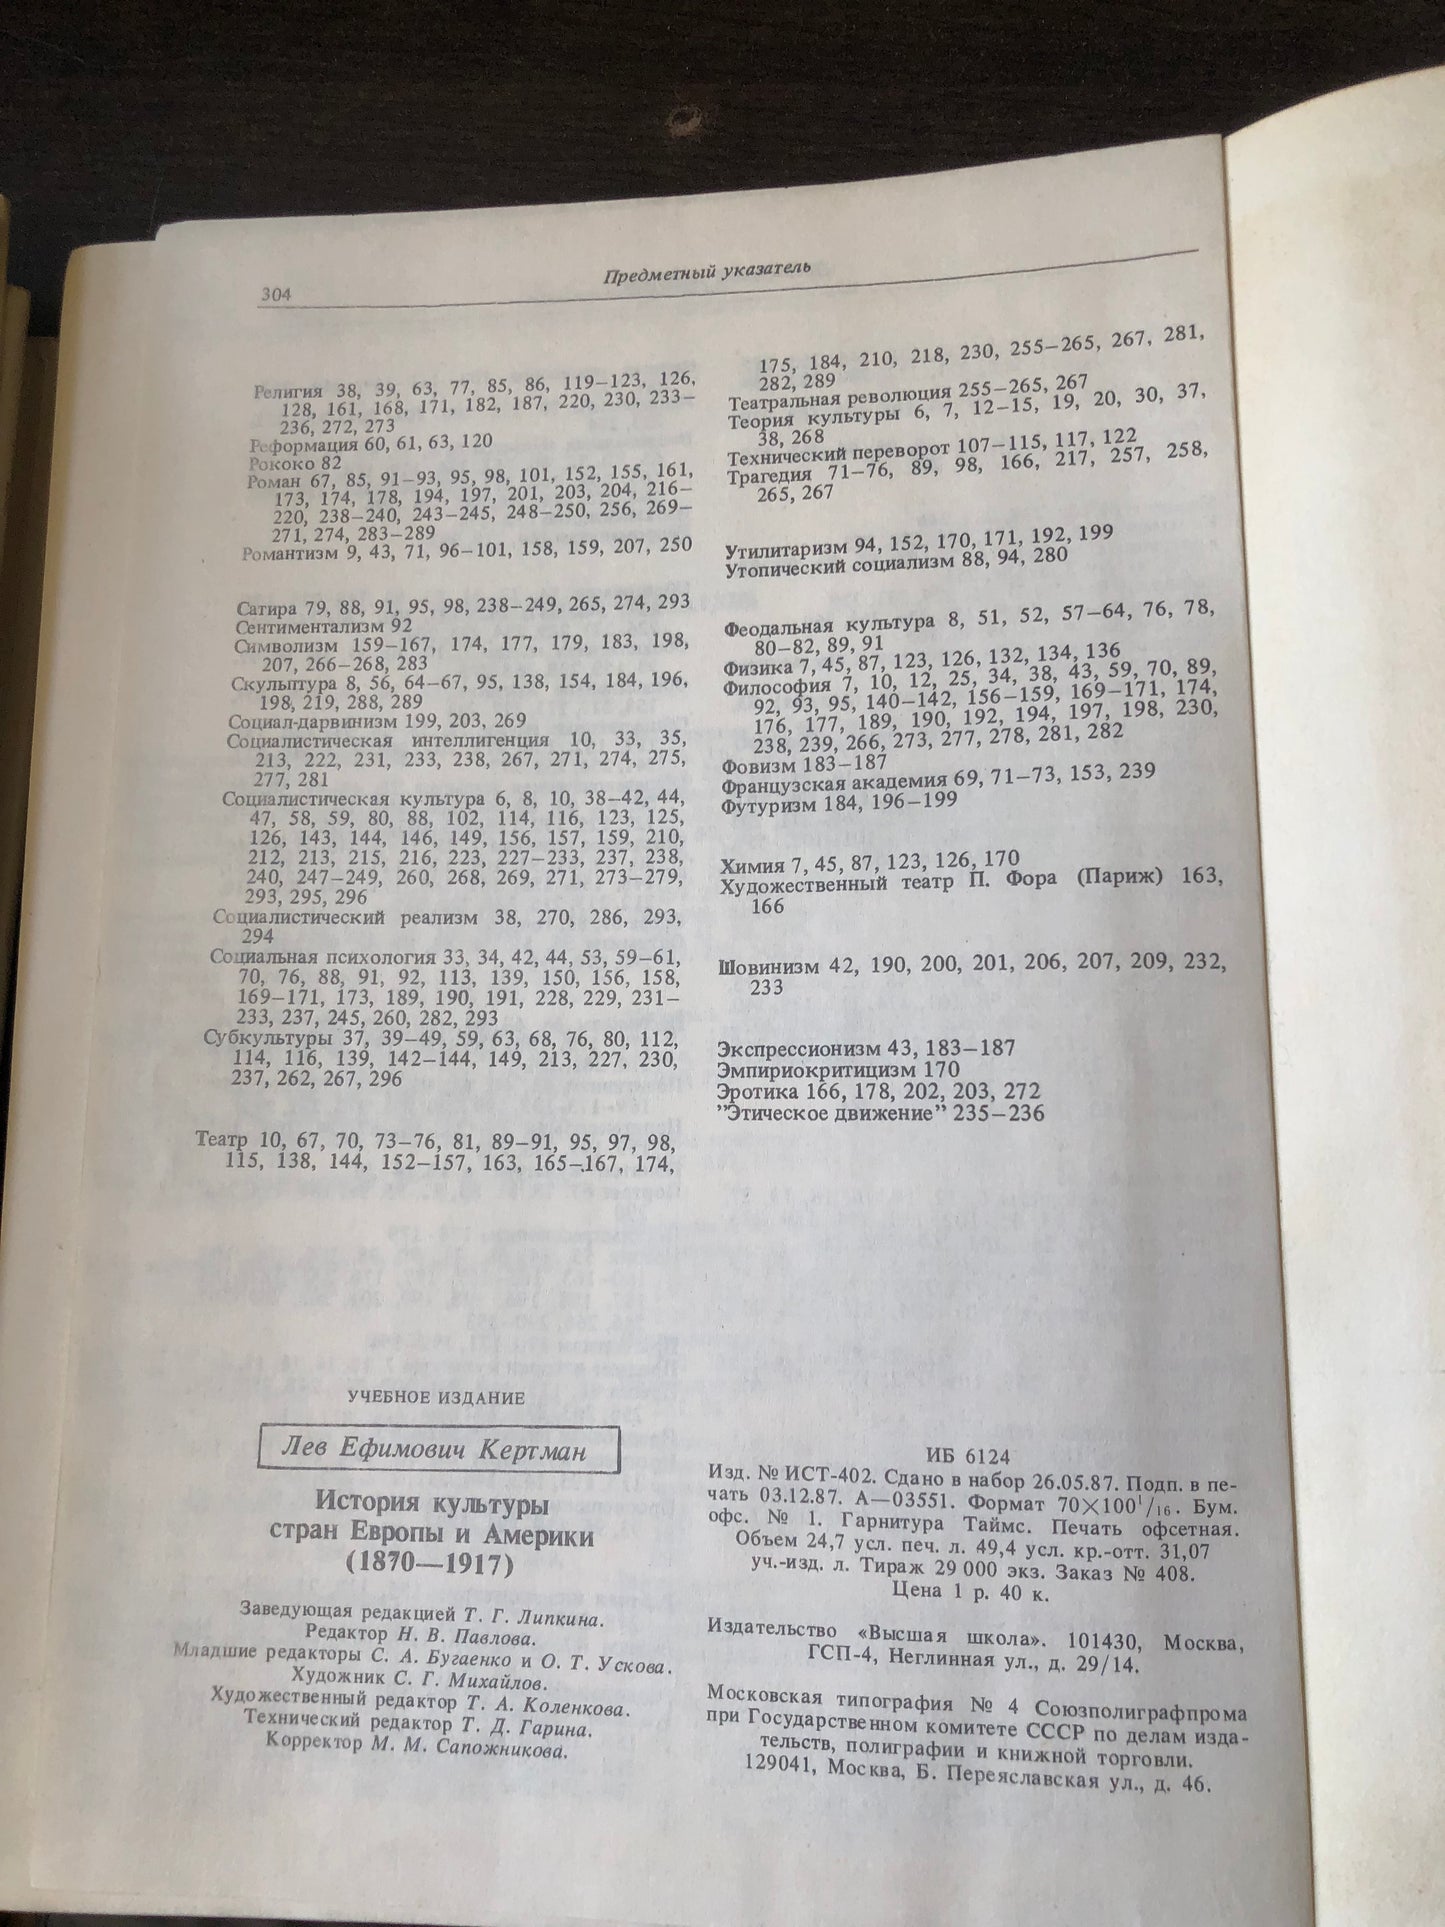 304
Предметный указатель
Религия 38, 39, 63, 77, 85, 86, 119—123, 126,
128, 161, 168, 171, 182, 187, 220, 230, 233—
236, 272, 273
Реформация 60, 61, 63, 120
Рококо 82
Роман 67, 85, 91—93, 95, 98, 101, 152, 155, 161,
173, 174, 178, 194, 197, 201, 203, 204, 216—
220, 238—240, 243—245, 248—250, 256, 269—
271, 274, 283—289
Романтизм 9, 43, 71, 96—101, 158, 159, 207, 250
Сатира 79, 88, 91, 95, 98, 238—249, 265, 274, 293
Сентиментализм 92
Символизм 159—167, 174, 177, 179, 183, 198,
207, 266—268, 283
Скульптура 8, 56, 64—67, 95, 138, 154, 184, 196,
198, 219, 288, 289
Социал-дарвинизм 199, 203, 269
Социалистическая интеллигенция 10, 33, 35,
213, 222, 231, 233, 238, 267, 271, 274, 275,
277, 281
Социалистическая культура 6, 8, 10, 38—42, 44,
47, 58, 59, 80, 88, 102, 114, 116, 123, 125,
126, 143, 144, 146, 149, 156, 157, 159, 210,
212, 213, 215, 216, 223, 227—233, 237, 238,
240, 247—249, 260, 268, 269, 271, 273—279,
293, 295, 296
Социалистический реализм 38, 270, 286, 293,
294
Социальная психология 33, 34, 42, 44, 53, 59—61,
70, 76, 88, 91, 92, 113, 139, 150, 156, 158,
169—171, 173, 189, 190, 191, 228, 229, 231—
233, 237, 245, 260, 282, 293
Субкультуры 37, 39—49, 59, 63, 68, 76, 80, 112,
114, 116, 139, 142—144, 149, 213, 227, 230,
237, 262, 267, 296
Театр 10, 67, 70, 73—76, 81, 89—91, 95, 97, 98,
115, 138, 144, 152—157, 163, 165—167, 174,
175, 184, 210, 218, 230, 255—265, 267, 281,
282, 289
Театральная революция 255—265, 267
Теория культуры 6, 7, 12—15, 19, 20, 30, 37,
38, 268
Технический переворот 107—115, 117, 122
Трагедия 71—76, 89, 98, 166, 217, 257, 258,
265, 267
Утилитаризм 94, 152, 170, 171, 192, 199
Утопический социализм 88, 94, 280
Феодальная культура 8, 51, 52, 57—64, 76, 78,
80—82, 89, 91
Физика 7, 45, 87, 123, 126, 132, 134, 136
Философия 7, 10, 12, 25, 34, 38, 43, 59, 70, 89,
92, 93, 95, 140—142, 156—159, 169—171, 174,
176, 177, 189, 190, 192, 194, 197, 198, 230,
238, 239, 266, 273, 277, 278, 281, 282
Фовизм 183—187
Французская академия 69, 71—73, 153, 239
Футуризм 184, 196—199
Химия 7, 45, 87, 123, 126, 170
Художественный театр П. Фора (Париж) 163,
166
Шовинизм 42, 190, 200, 201, 206, 207, 209, 232,
233
Экспрессионизм 43, 183—187
Эмпириокритицизм 170
Эротика 166, 178, 202, 203, 272
”Этическое движение” 235—236
УЧЕБНОЕ ИЗДАНИЕ
Лев Ефимович Кертман
История культуры
стран Европы и Америки
(1870—1917)
Заведующая редакцией Т. Г. Липкина.
Редактор Н. В. Павлова.
Младшие редакторы С. А. Бугаенко и О. Т. Ускова.
Художник С. Г. Михайлов.
Художественный редактор Т. А. Коленкова.
Технический редактор Т. Д. Гарина.
Корректор М. М. Сапожникова.
ИБ 6124
Изд. № ИСТ-402. Сдано в набор 26.05.87. Подп. в пе-
чать 03.12.87. А—03551. Формат 70×100¹/₁₆. Бум.
офс. № 1. Гарнитура Таймс. Печать офсетная.
Объем 24,7 усл. печ. л. 49,4 усл. кр.-отт. 31,07
уч.-изд. л. Тираж 29 000 экз. Заказ № 408.
Цена 1 р. 40 к.
Издательство «Высшая школа». 101430, Москва,
ГСП-4, Неглинная ул., д. 29/14.
Московская типография № 4 Союзполиграфпрома
при Государственном комитете СССР по делам изда-
тельств, полиграфии и книжной торговли.
129041, Москва, Б. Переяславская ул., д. 46.